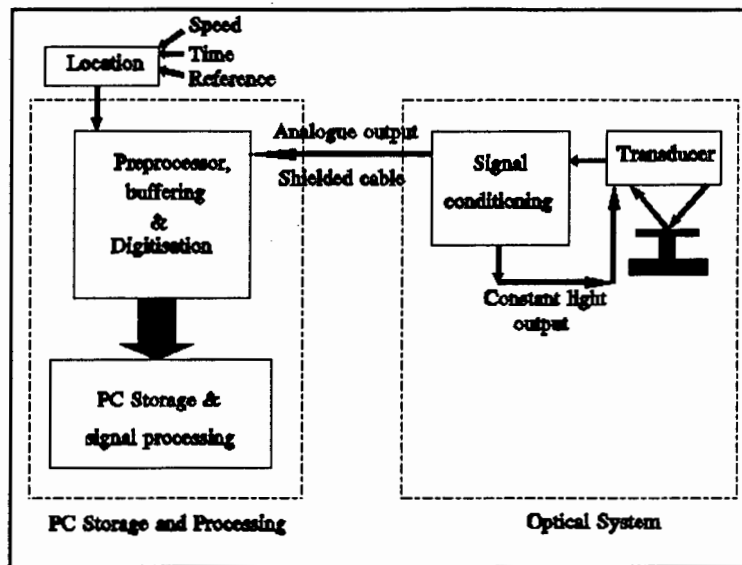 Speed
Time
Reference
Location
Preprocessor,
buffering
&
Digitisation
Analogue output
Shielded cable
Signal
conditioning
Transducer
Constant light
output
PC Storage &
signal processing
PC Storage and Processing
Optical System